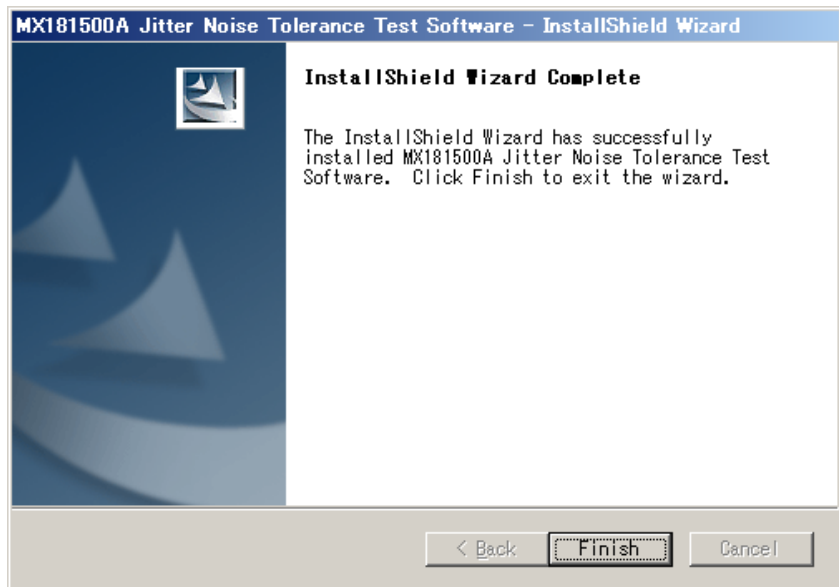 MX181500A Jitter Noise Tolerance Test Software - InstallShield Wizard
InstallShield Wizard Complete
The InstallShield Wizard has successfully
installed MX181500A Jitter Noise Tolerance Test
Software.  Click Finish to exit the wizard.
< Back
Finish
Cancel